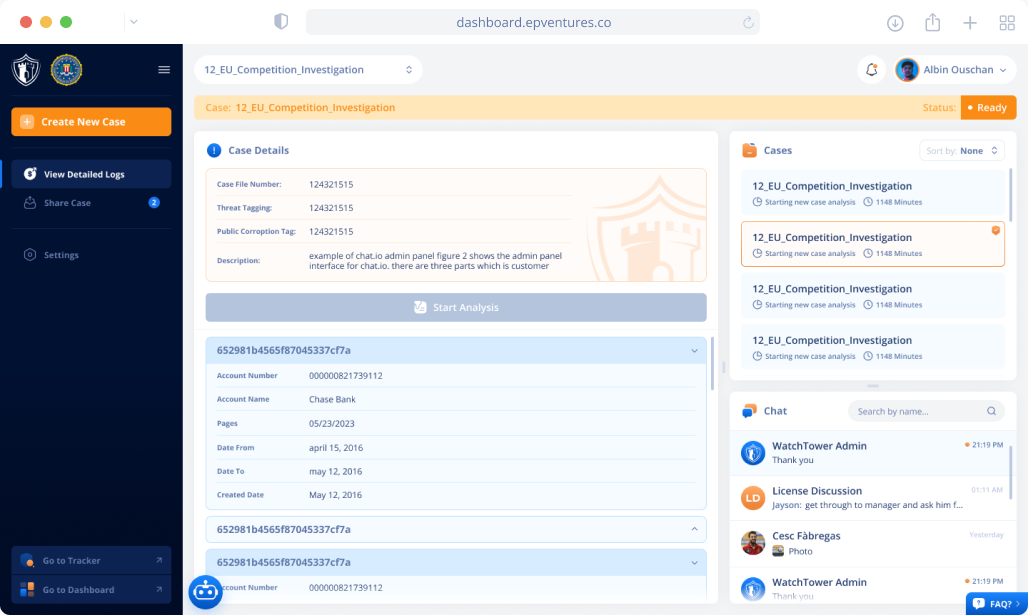 dashboard.epventures.co
12_EU_Competition_Investigation
Albin Ouschan
Create New Case
View Detailed Logs
Share Case
2
Settings
Go to Tracker
Go to Dashboard
Case: 12_EU_Competition_Investigation
Status:
Ready
Case Details
Case File Number: 124321515
Threat Tagging: 124321515
Public Corroption Tag: 124321515
Description: example of chat.io admin panel figure 2 shows the admin panel
interface for chat.io. there are three parts which is customer
Start Analysis
652981b4565f87045337cf7a
Account Number 000000821739112
Account Name Chase Bank
Pages 05/23/2023
Date From april 15, 2016
Date To may 12, 2016
Created Date May 12, 2016
652981b4565f87045337cf7a
652981b4565f87045337cf7a
ccount Number 000000821739112
Cases
Sort by: None
12_EU_Competition_Investigation
Starting new case analysis 1148 Minutes
12_EU_Competition_Investigation
Starting new case analysis 1148 Minutes
12_EU_Competition_Investigation
Starting new case analysis 1148 Minutes
12_EU_Competition_Investigation
Starting new case analysis 1148 Minutes
Chat
Search by name...
WatchTower Admin 21:19 PM
Thank you
LD
License Discussion 01:11 AM
Jayson: get through to manager and ask him f...
Cesc Fàbregas Yesterday
Photo
WatchTower Admin 21:19 PM
Thank you
FAQ?